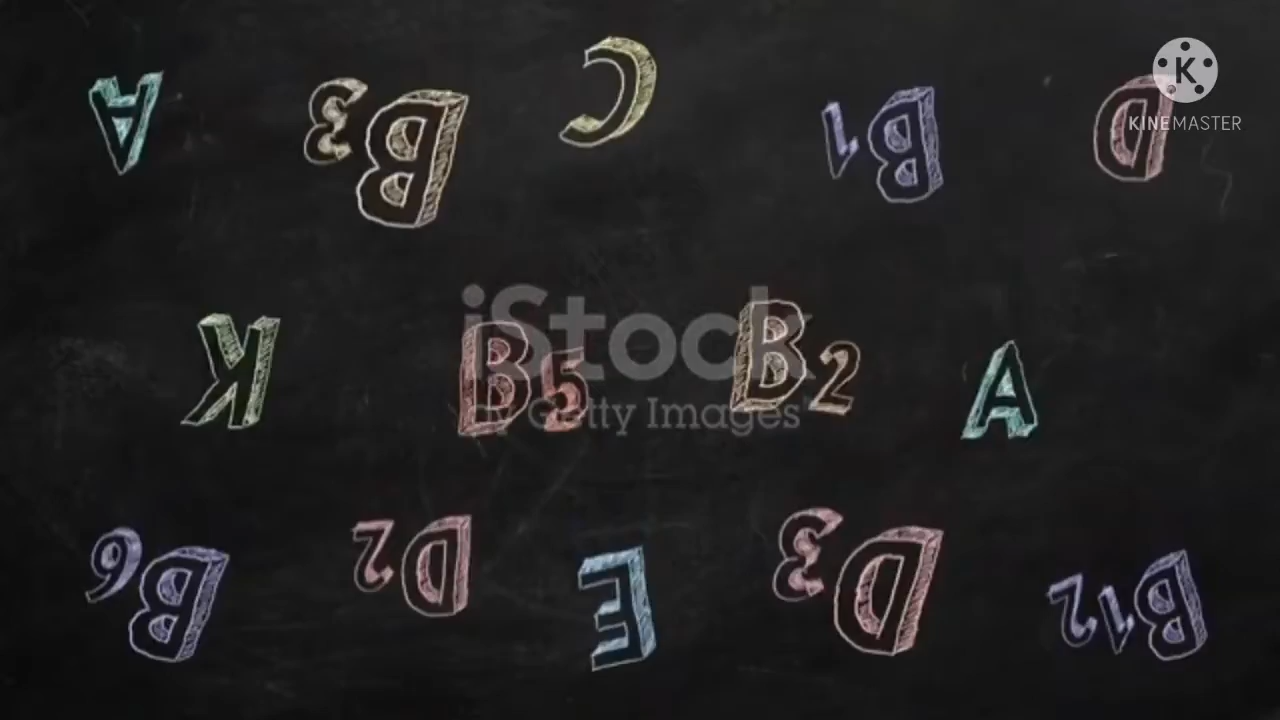 A B3 C B1 D
K B5 B2 A
B6 D2 E D3 B12
iStock
by Getty Images
K
KINEMASTER